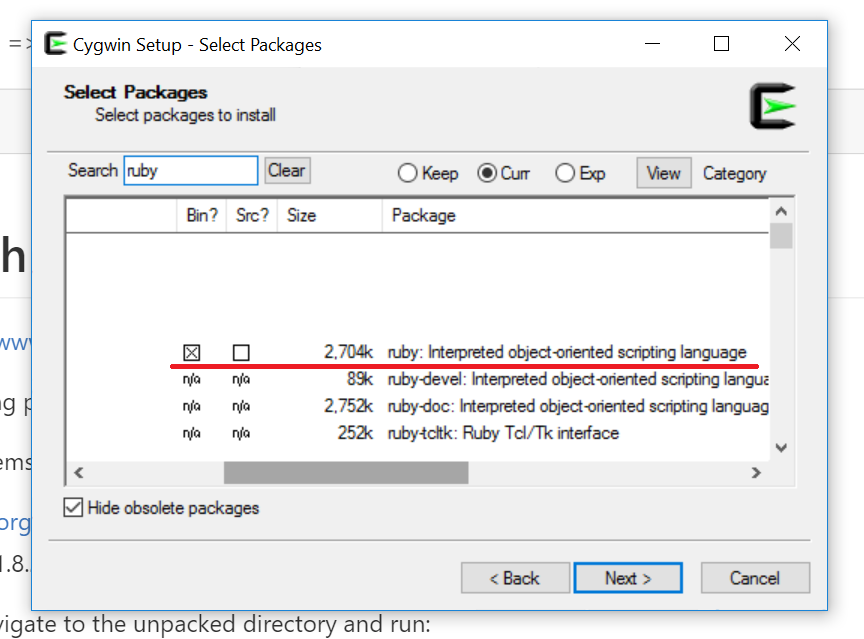 =>
Cygwin Setup - Select Packages
Select Packages
Select packages to install
Search ruby Clear Keep Curr Exp View Category
Bin? Src? Size Package
2,704k ruby: Interpreted object-oriented scripting language
n/a n/a 89k ruby-devel: Interpreted object-oriented scripting langua
n/a n/a 2,752k ruby-doc: Interpreted object-oriented scripting languag
n/a n/a 252k ruby-tcltk: Ruby Tcl/Tk interface
Hide obsolete packages
< Back Next > Cancel
h
ww
ng p
ems
org
1.8.
vigate to the unpacked directory and run: